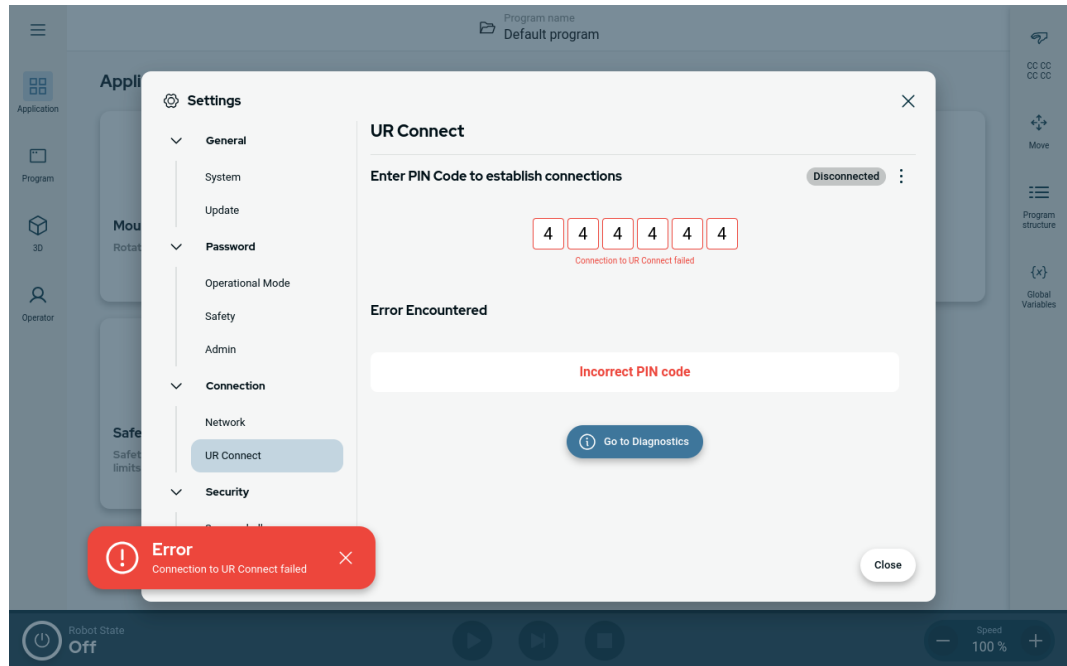 Program name
Default program
Application
Program
3D
Operator
Appli
Mou
Rotat
Safe
Safet
limits
Settings
General
System
Update
Password
Operational Mode
Safety
Admin
Connection
Network
UR Connect
Security
UR Connect
Enter PIN Code to establish connections
Disconnected
4 4 4 4 4 4
Connection to UR Connect failed
Error Encountered
Incorrect PIN code
Go to Diagnostics
Close
Error
Connection to UR Connect failed
CC CC
CC CC
Move
Program
structure
{x}
Global
Variables
Robot State
Off
Speed
100 %